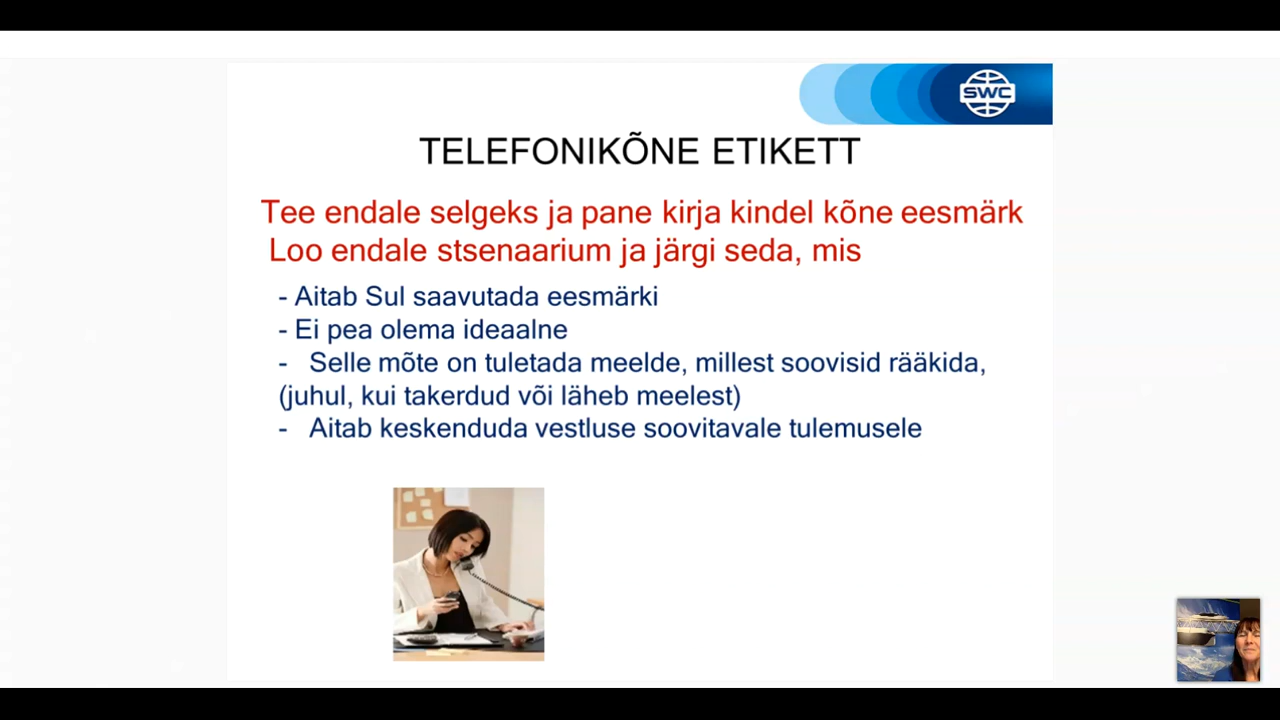 SWC
TELEFONIKÕNE ETIKETT
Tee endale selgeks ja pane kirja kindel kõne eesmärk
Loo endale stsenaarium ja järgi seda, mis
- Aitab Sul saavutada eesmärki
- Ei pea olema ideaalne
- Selle mõte on tuletada meelde, millest soovisid rääkida,
(juhul, kui takerdud või läheb meelest)
- Aitab keskenduda vestluse soovitavale tulemusele